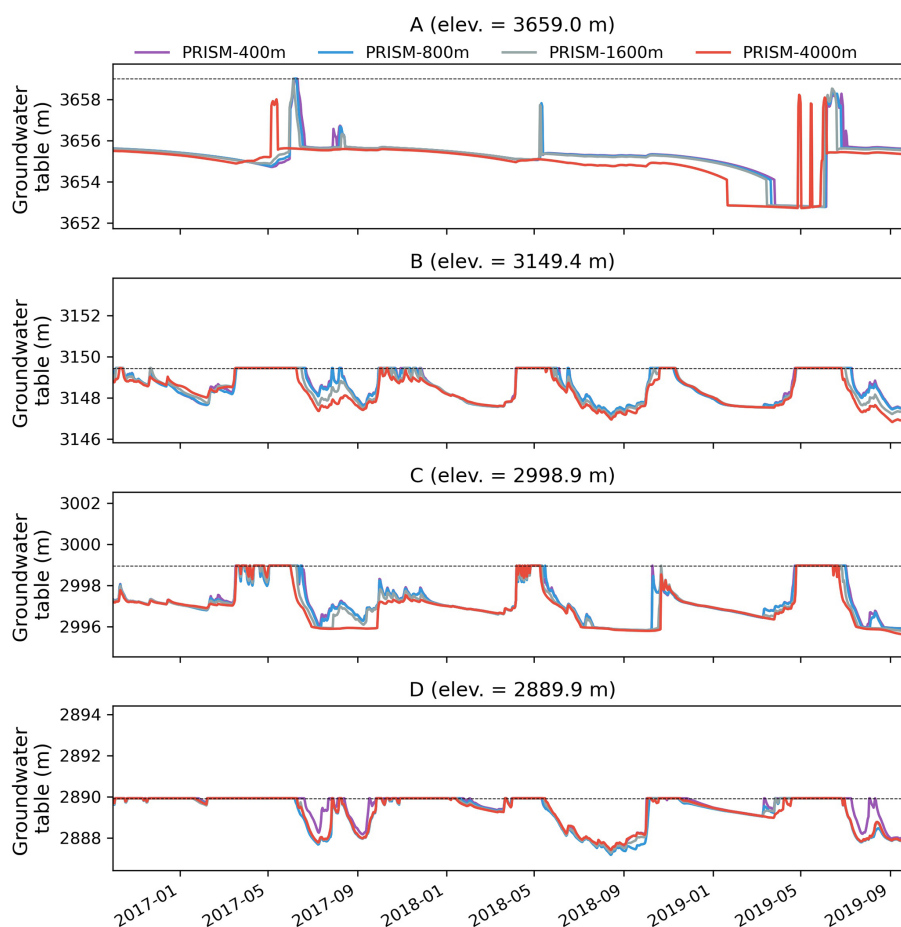 A (elev. = 3659.0 m)
PRISM-400m PRISM-800m PRISM-1600m PRISM-4000m
Groundwater
table (m)
3658
3656
3654
3652
B (elev. = 3149.4 m)
Groundwater
table (m)
3152
3150
3148
3146
C (elev. = 2998.9 m)
Groundwater
table (m)
3002
3000
2998
2996
D (elev. = 2889.9 m)
Groundwater
table (m)
2894
2892
2890
2888
2017-01 2017-05 2017-09 2018-01 2018-05 2018-09 2019-01 2019-05 2019-09